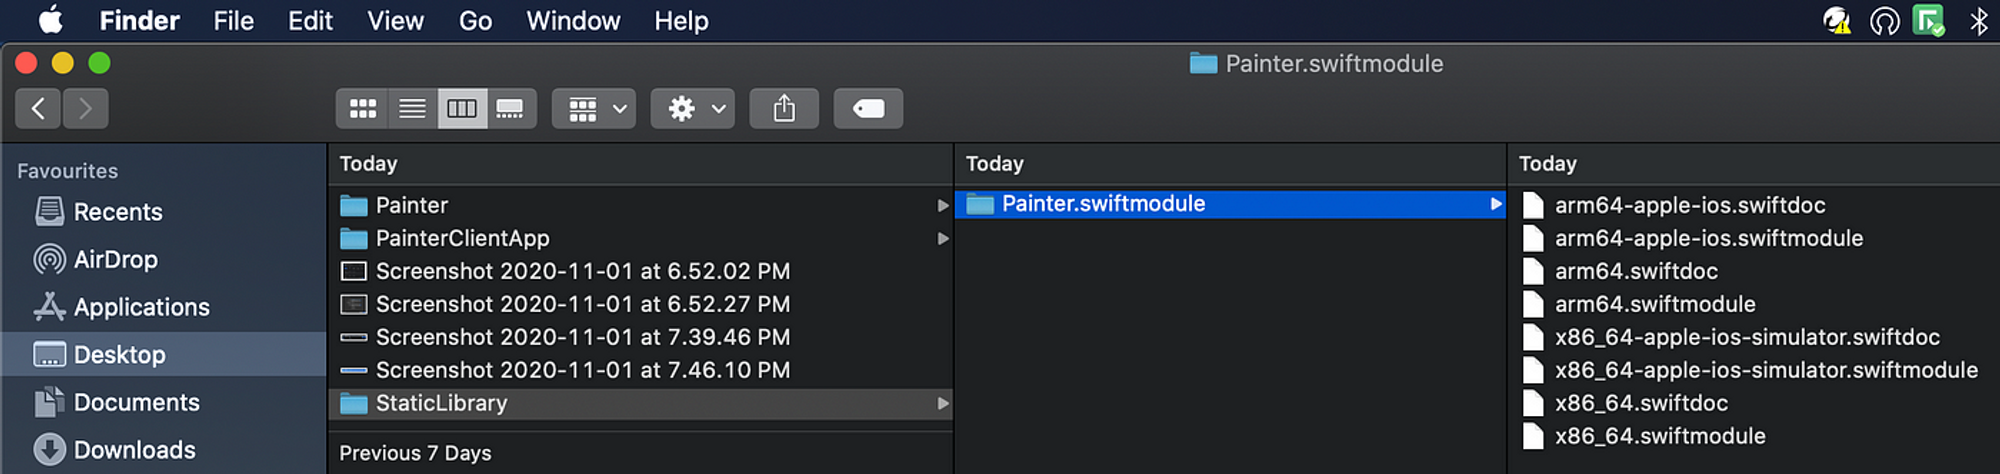 Finder File Edit View Go Window Help
Painter.swiftmodule
Favourites
Recents
AirDrop
Applications
Desktop
Documents
Downloads
Today
Painter
PainterClientApp
Screenshot 2020-11-01 at 6.52.02 PM
Screenshot 2020-11-01 at 6.52.27 PM
Screenshot 2020-11-01 at 7.39.46 PM
Screenshot 2020-11-01 at 7.46.10 PM
StaticLibrary
Previous 7 Days
Today
Painter.swiftmodule
Today
arm64-apple-ios.swiftdoc
arm64-apple-ios.swiftmodule
arm64.swiftdoc
arm64.swiftmodule
x86_64-apple-ios-simulator.swiftdoc
x86_64-apple-ios-simulator.swiftmodule
x86_64.swiftdoc
x86_64.swiftmodule